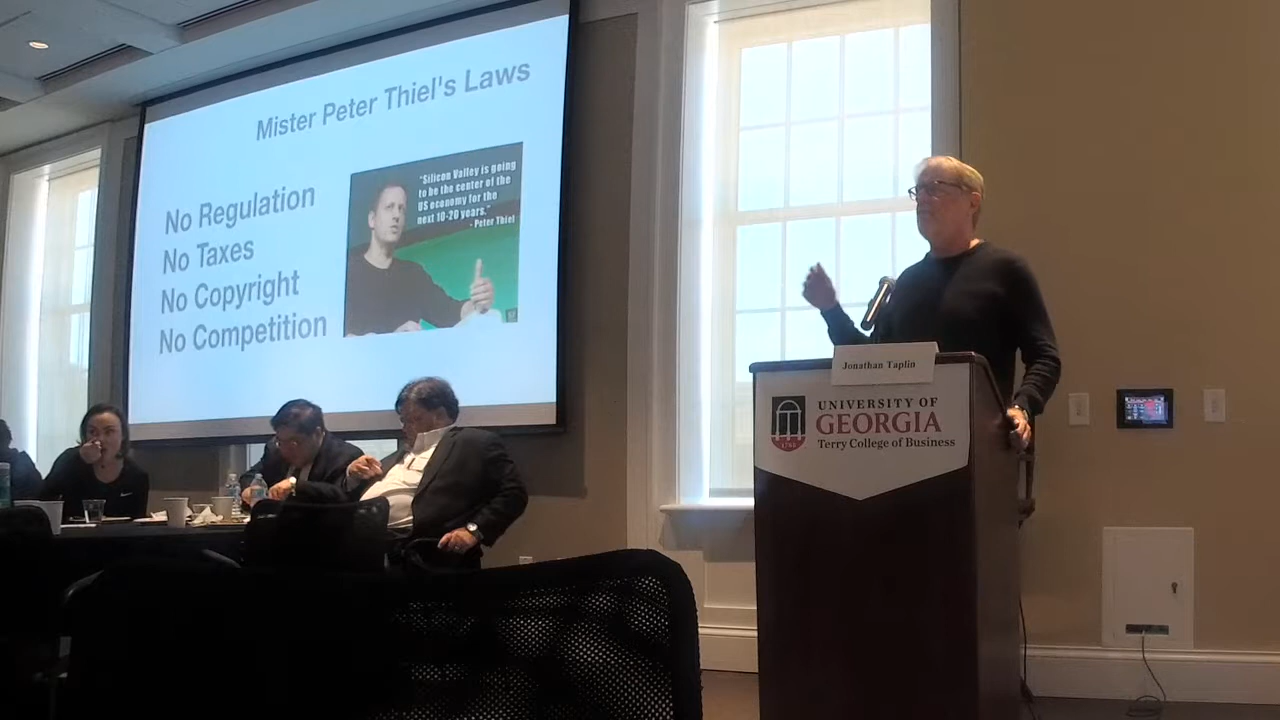 Mister Peter Thiel's Laws
No Regulation
No Taxes
No Copyright
No Competition
"Silicon Valley is going
to be the center of the
US economy for the
next 10-20 years."
- Peter Thiel
Jonathan Taplin
UNIVERSITY OF
GEORGIA
Terry College of Business
1785